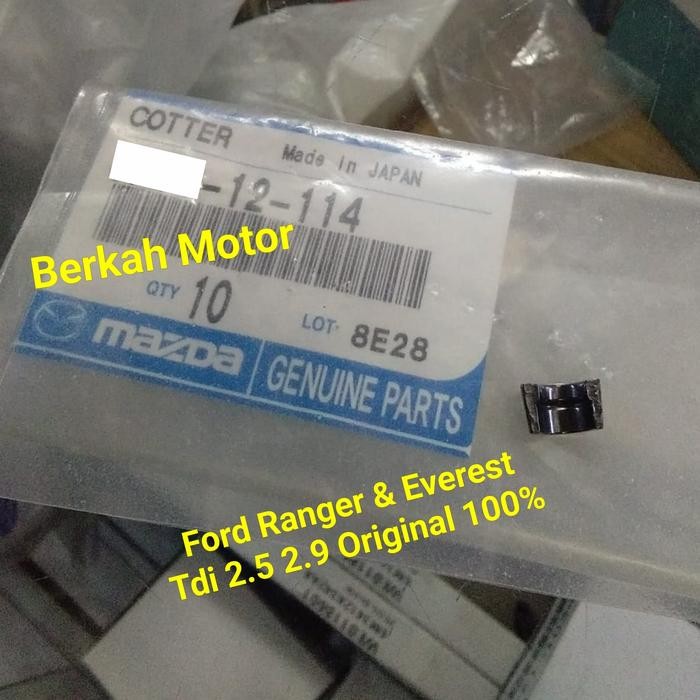 COTTER
Made in JAPAN
-12-114
Berkah Motor
QTY 10
LOT· 8E28
mazda
GENUINE PARTS
Ford Ranger & Everest
Tdi 2.5 2.9 Original 100%